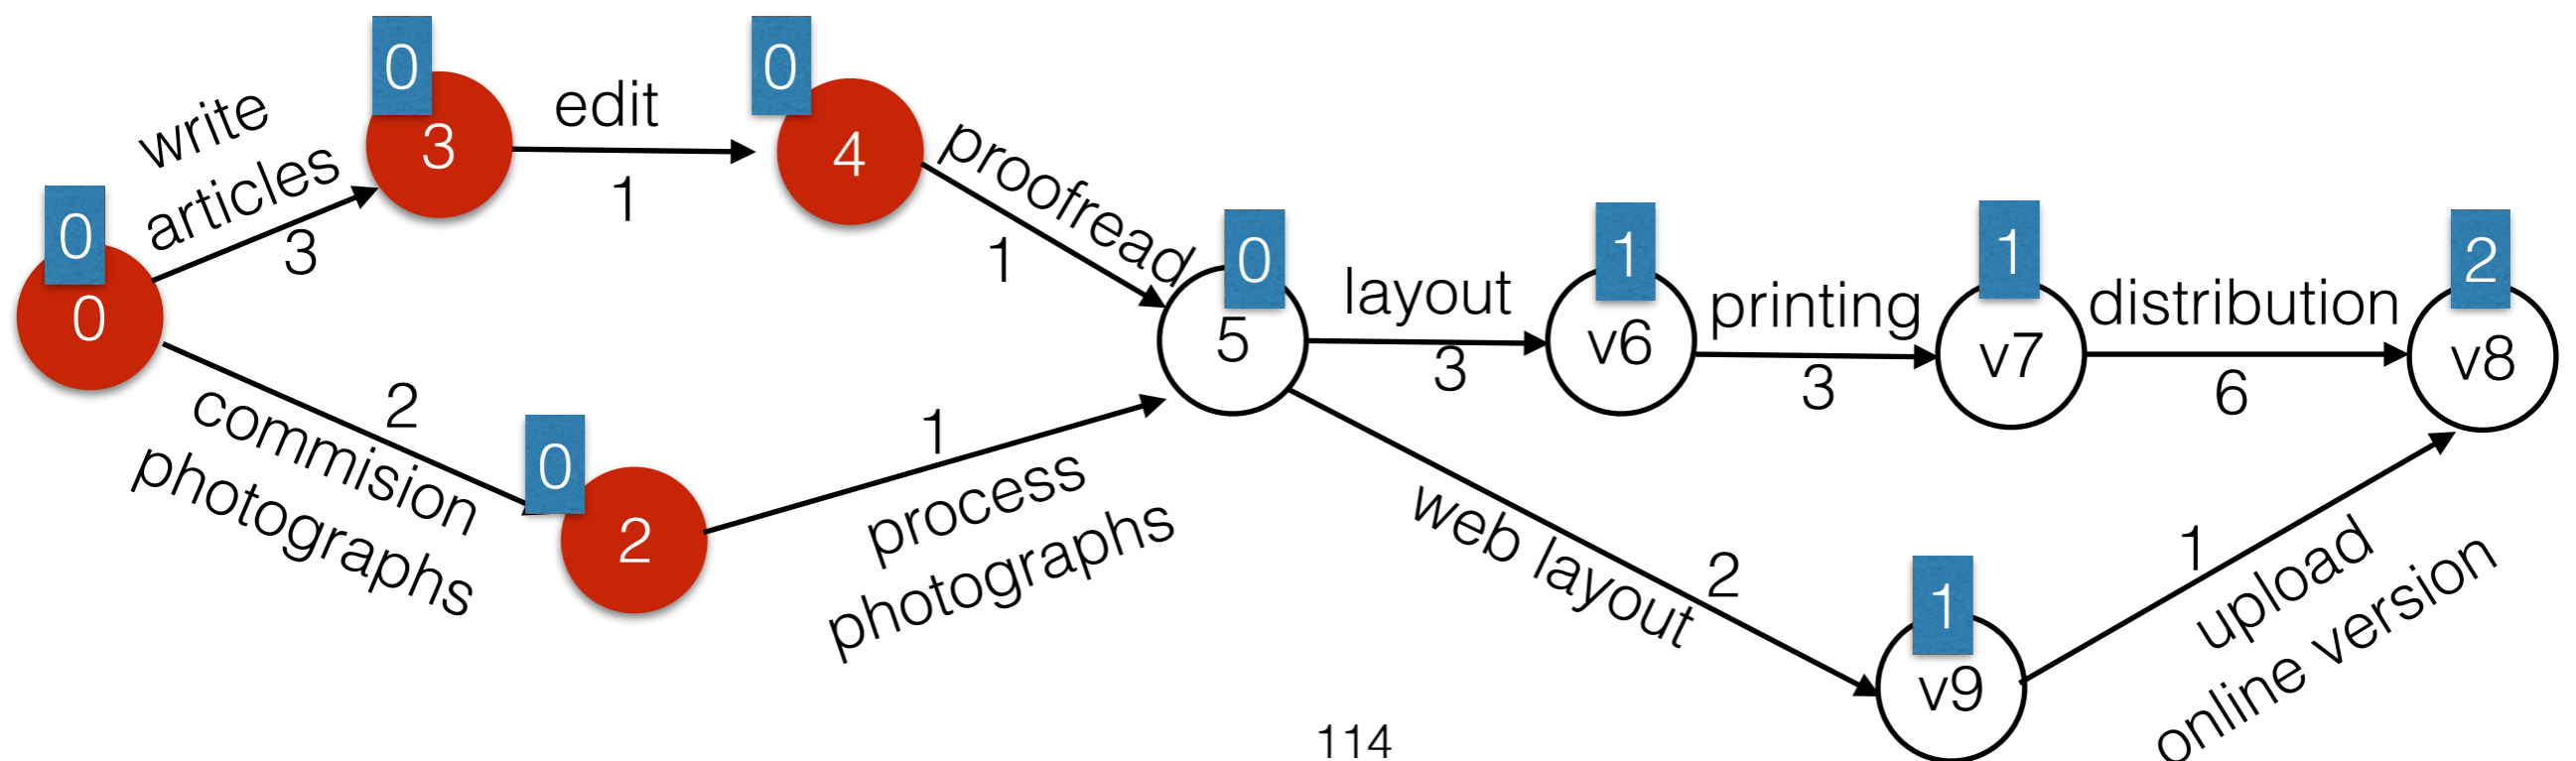 0
0
write
articles
3
0
3
edit
1
0
4
proofread
1
2
commision
photographs
0
2
1
process
photographs
0
5
layout
3
1
v6
printing
3
1
v7
distribution
6
2
v8
web layout
2
1
v9
1
upload
online version
114